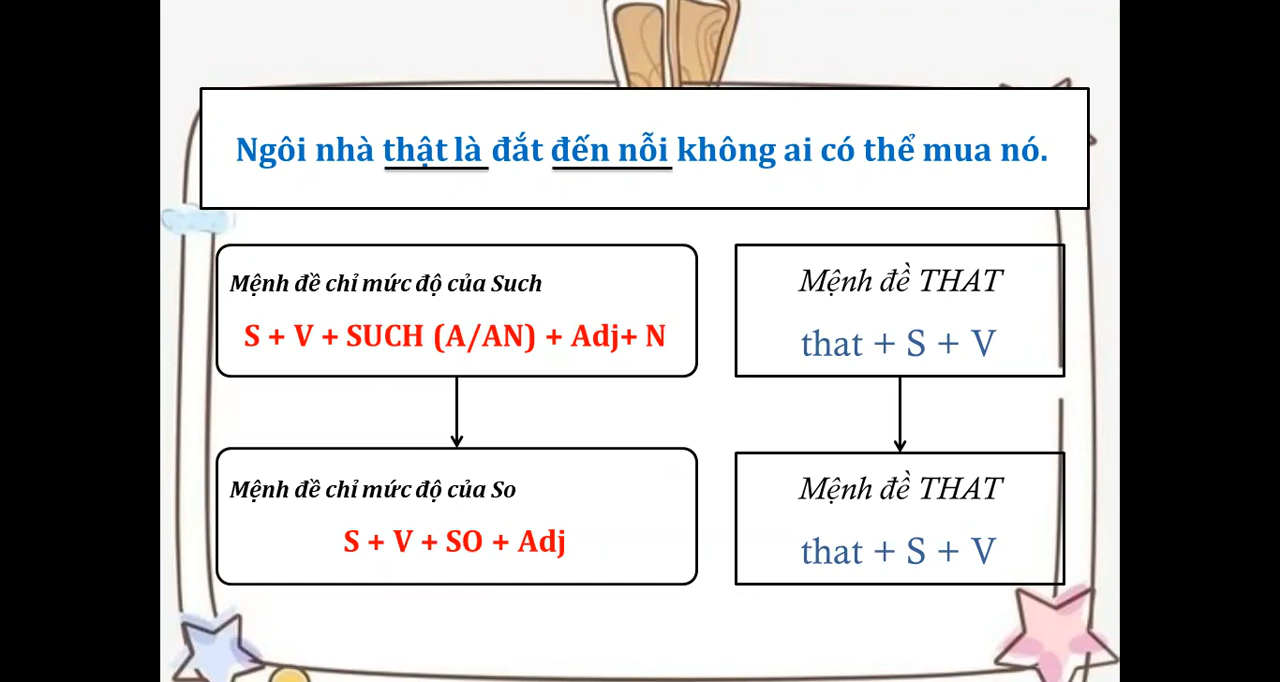 Ngôi nhà thật là đắt đến nỗi không ai có thể mua nó.
Mệnh đề chỉ mức độ của Such
S + V + SUCH (A/AN) + Adj+ N
Mệnh đề THAT
that + S + V
Mệnh đề chỉ mức độ của So
S + V + SO + Adj
Mệnh đề THAT
that + S + V